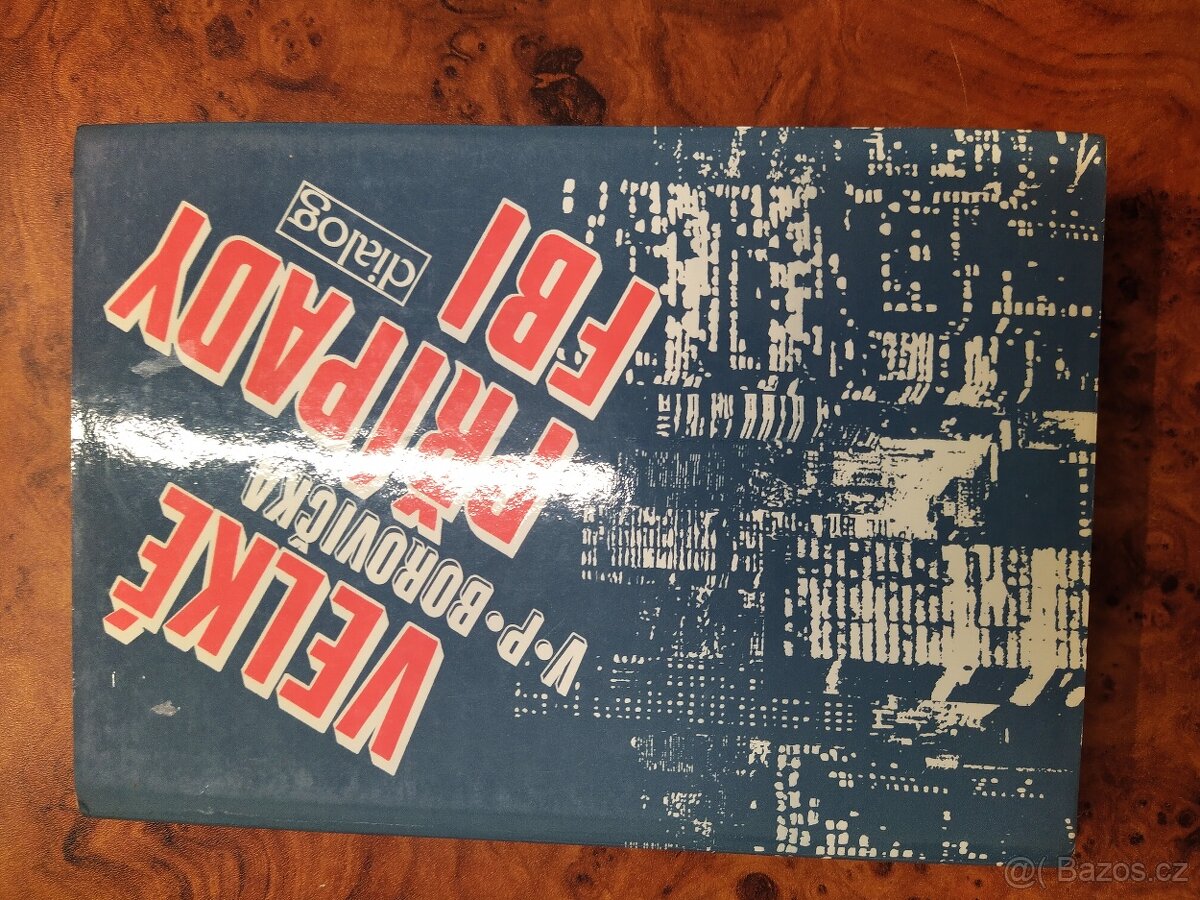 VELKÉ
V·P·BOROVIČKA
PŘÍPADY
FBI
dialog
@( Bazos.cz